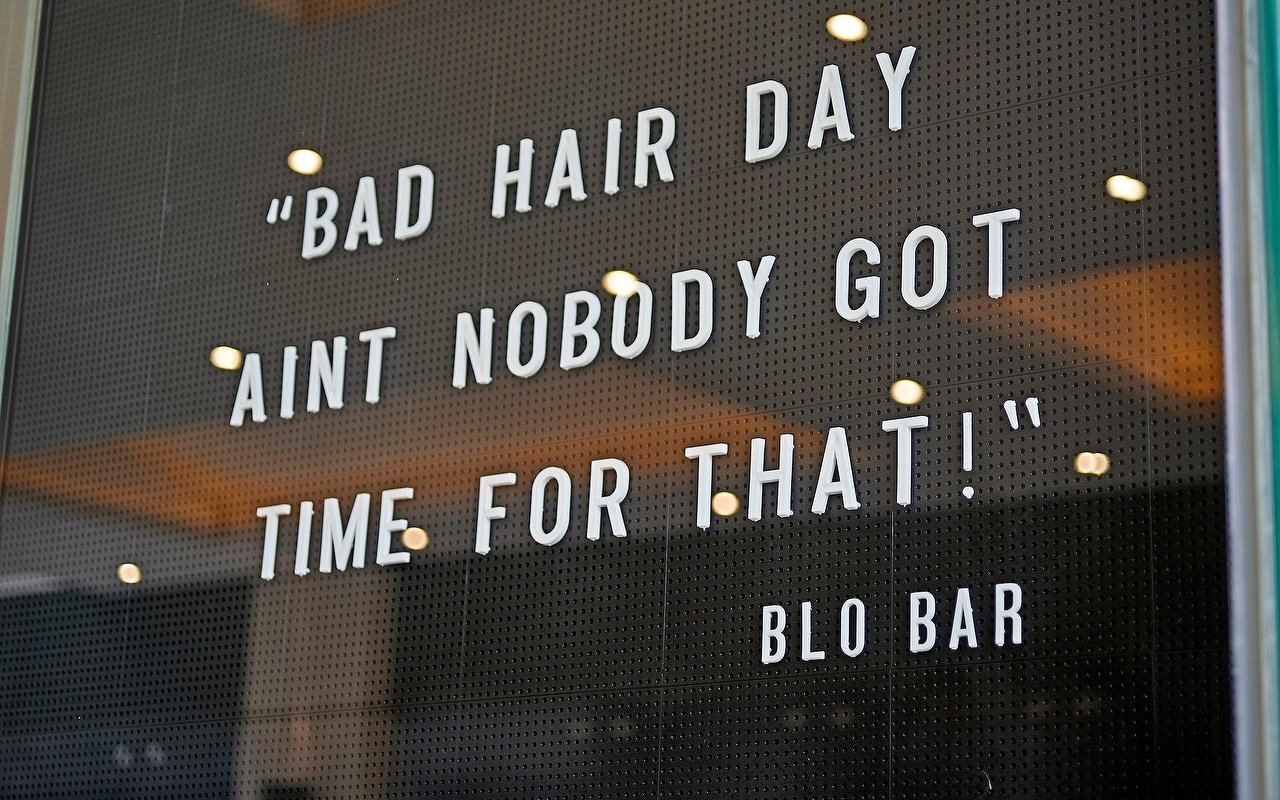 “BAD HAIR DAY
AINT NOBODY GOT
TIME FOR THAT!”
BLO BAR